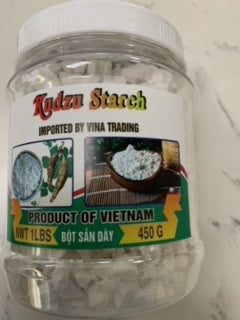 Kudzu Starch
IMPORTED BY VINA TRADING
PRODUCT OF VIETNAM
NWT 1LBS BỘT SẮN DÂY 450 G